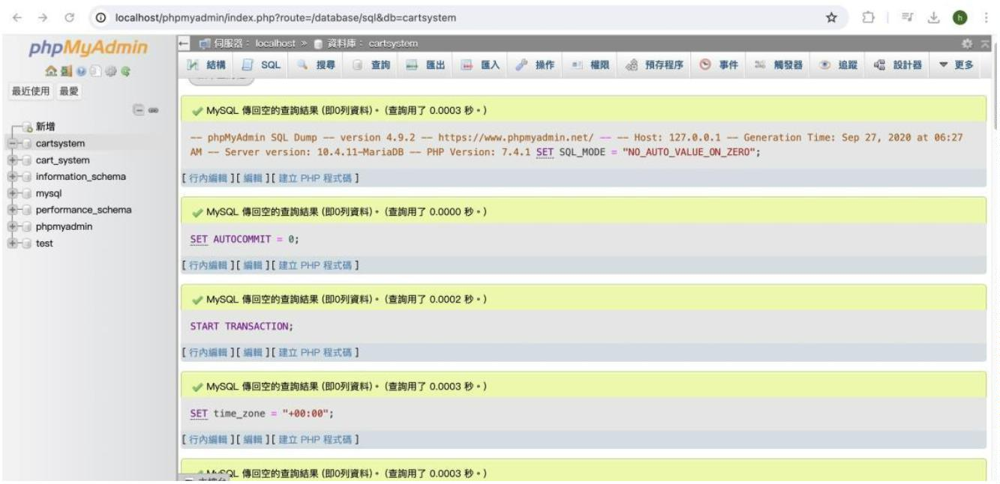 localhost/phpmyadmin/index.php?route=/database/sql&db=cartsystem
h
phpMyAdmin
最近使用 最愛
新增
cartsystem
cart_system
information_schema
mysql
performance_schema
phpmyadmin
test
伺服器: localhost » 資料庫: cartsystem
結構 SQL 搜尋 查詢 匯出 匯入 操作 權限 預存程序 事件 觸發器 追蹤 設計器 更多
MySQL 傳回空的查詢結果 (即0列資料)。 (查詢用了 0.0003 秒。)
-- phpMyAdmin SQL Dump -- version 4.9.2 -- https://www.phpmyadmin.net/ -- -- Host: 127.0.0.1 -- Generation Time: Sep 27, 2020 at 06:27
AM -- Server version: 10.4.11-MariaDB -- PHP Version: 7.4.1 SET SQL_MODE = "NO_AUTO_VALUE_ON_ZERO";
[ 行內編輯 ][ 編輯 ][ 建立 PHP 程式碼 ]
MySQL 傳回空的查詢結果 (即0列資料)。 (查詢用了 0.0000 秒。)
SET AUTOCOMMIT = 0;
[ 行內編輯 ][ 編輯 ][ 建立 PHP 程式碼 ]
MySQL 傳回空的查詢結果 (即0列資料)。 (查詢用了 0.0002 秒。)
START TRANSACTION;
[ 行內編輯 ][ 編輯 ][ 建立 PHP 程式碼 ]
MySQL 傳回空的查詢結果 (即0列資料)。 (查詢用了 0.0003 秒。)
SET time_zone = "+00:00";
[ 行內編輯 ][ 編輯 ][ 建立 PHP 程式碼 ]
MySQL 傳回空的查詢結果 (即0列資料)。 (查詢用了 0.0003 秒。)